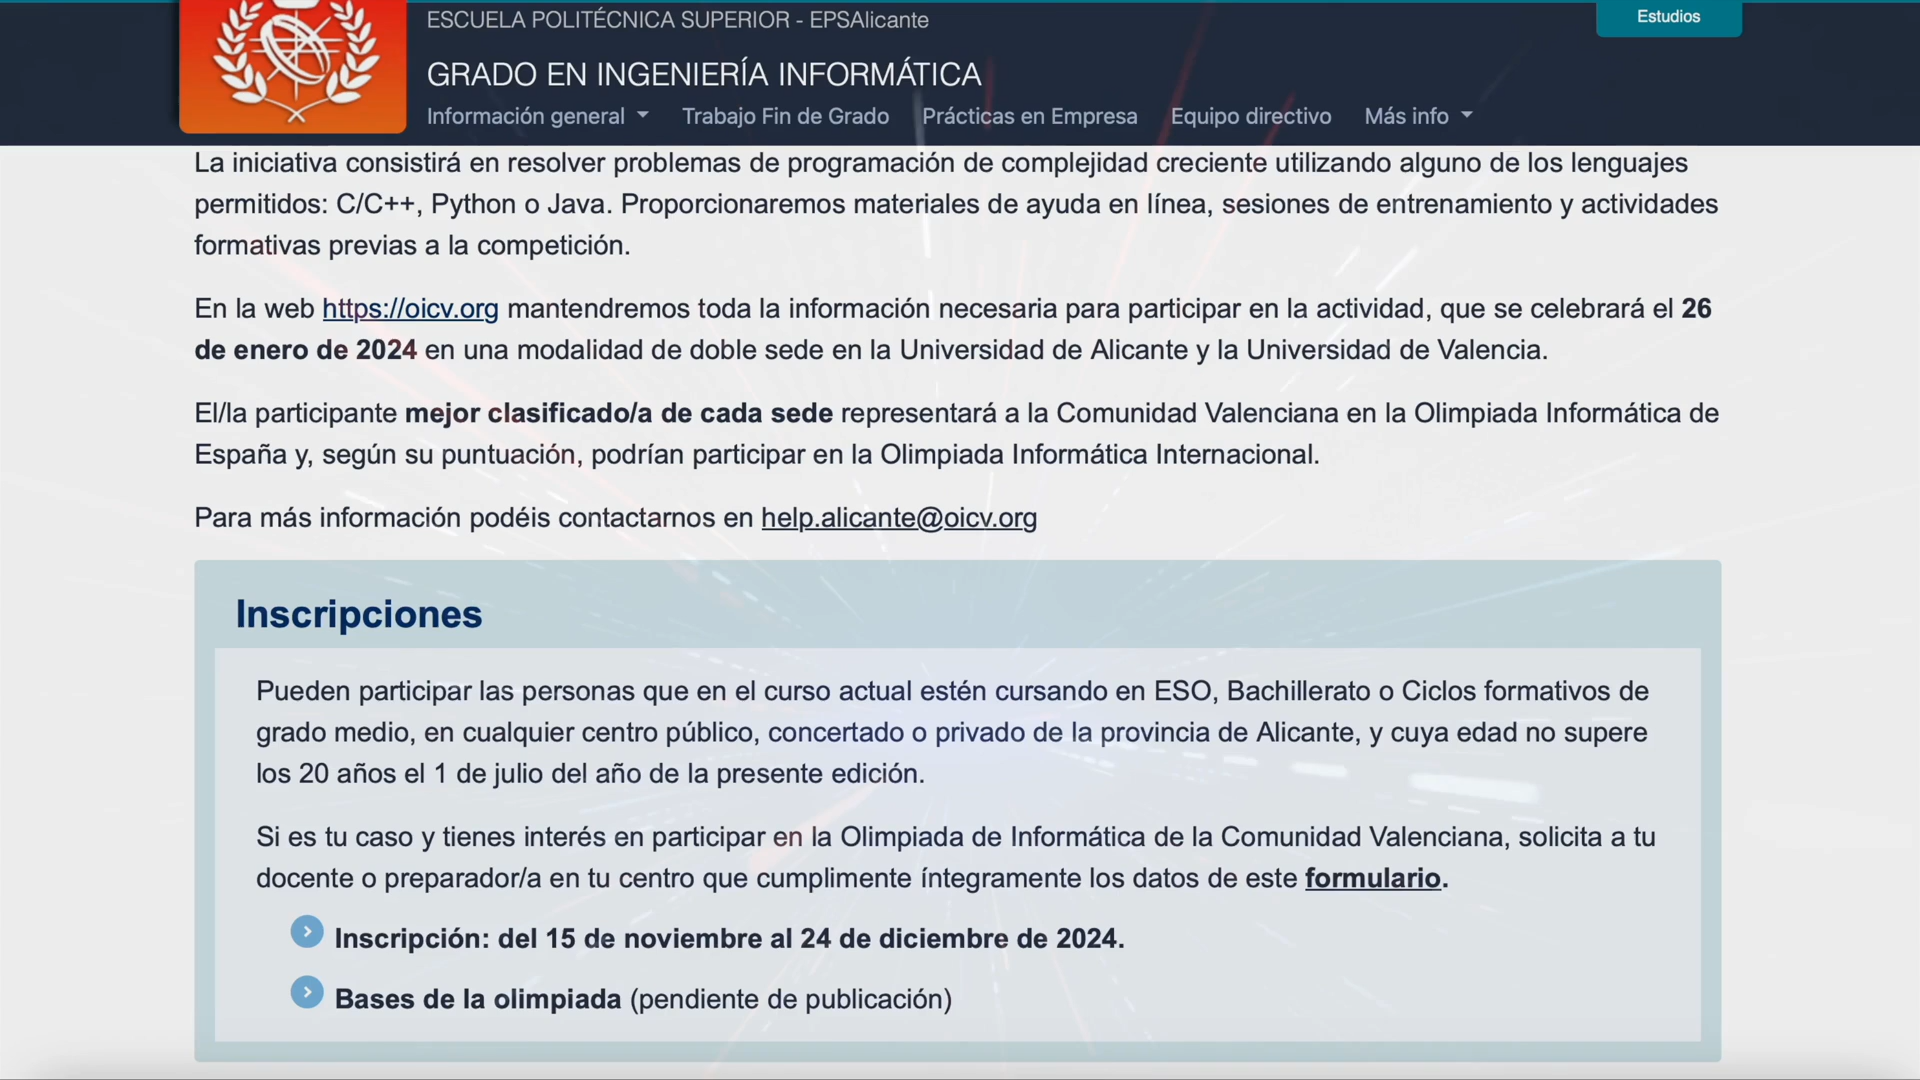 ESCUELA POLITÉCNICA SUPERIOR - EPSAlicante
Estudios
GRADO EN INGENIERÍA INFORMÁTICA
Información general Trabajo Fin de Grado Prácticas en Empresa Equipo directivo Más info
La iniciativa consistirá en resolver problemas de programación de complejidad creciente utilizando alguno de los lenguajes
permitidos: C/C++, Python o Java. Proporcionaremos materiales de ayuda en línea, sesiones de entrenamiento y actividades
formativas previas a la competición.
En la web https://oicv.org mantendremos toda la información necesaria para participar en la actividad, que se celebrará el 26
de enero de 2024 en una modalidad de doble sede en la Universidad de Alicante y la Universidad de Valencia.
El/la participante mejor clasificado/a de cada sede representará a la Comunidad Valenciana en la Olimpiada Informática de
España y, según su puntuación, podrían participar en la Olimpiada Informática Internacional.
Para más información podéis contactarnos en help.alicante@oicv.org
Inscripciones
Pueden participar las personas que en el curso actual estén cursando en ESO, Bachillerato o Ciclos formativos de
grado medio, en cualquier centro público, concertado o privado de la provincia de Alicante, y cuya edad no supere
los 20 años el 1 de julio del año de la presente edición.
Si es tu caso y tienes interés en participar en la Olimpiada de Informática de la Comunidad Valenciana, solicita a tu
docente o preparador/a en tu centro que cumplimente íntegramente los datos de este formulario.
Inscripción: del 15 de noviembre al 24 de diciembre de 2024.
Bases de la olimpiada (pendiente de publicación)